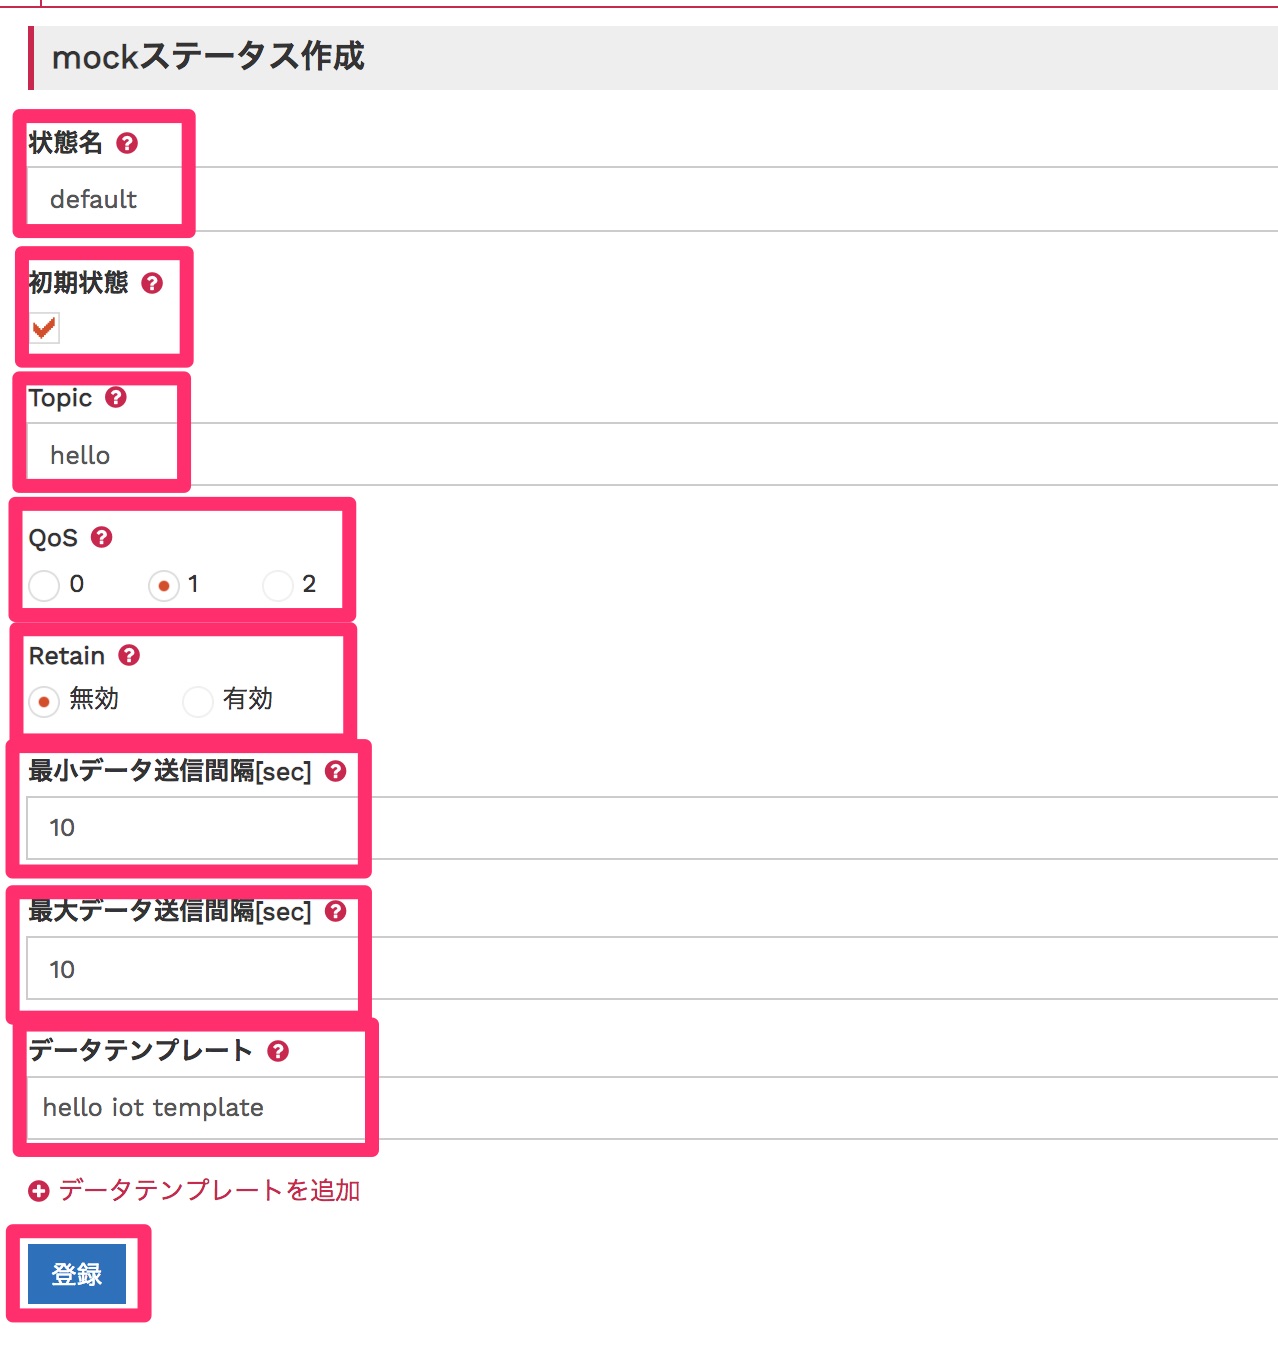 mockステータス作成
状態名
default
初期状態
Topic
hello
QoS
0 1 2
Retain
無効 有効
最小データ送信間隔[sec]
10
最大データ送信間隔[sec]
10
データテンプレート
hello iot template
データテンプレートを追加
登録